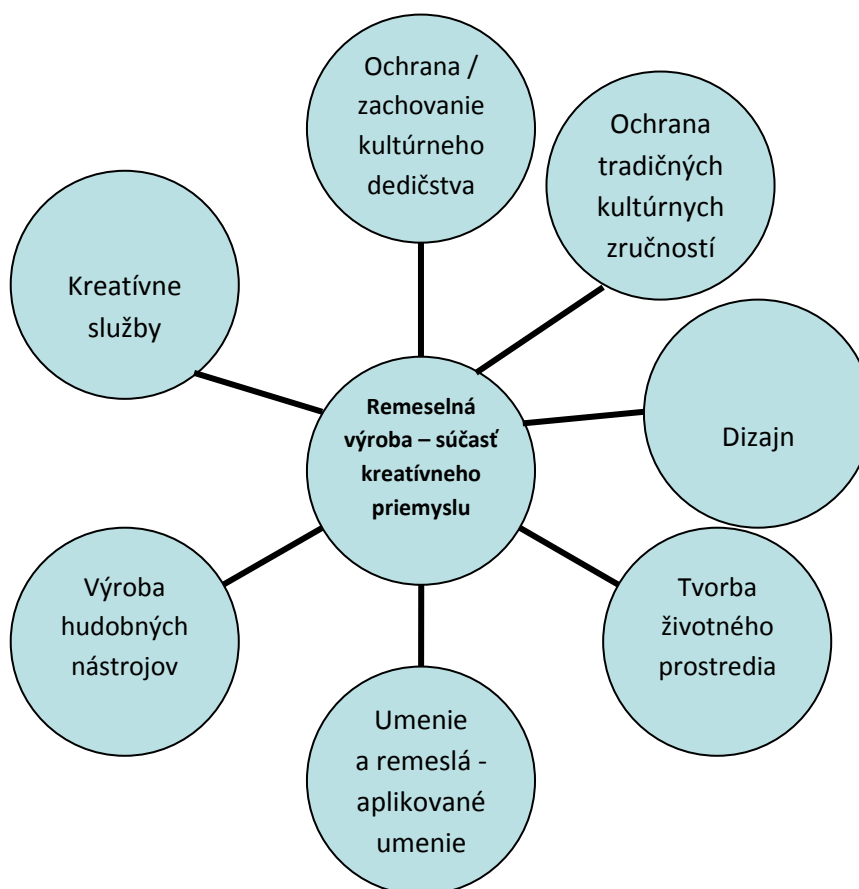 Ochrana /
zachovanie
kultúrneho
dedičstva
Ochrana
tradičných
kultúrnych
zručností
Kreatívne
služby
Remeselná
výroba – súčasť
kreatívneho
priemyslu
Dizajn
Výroba
hudobných
nástrojov
Tvorba
životného
prostredia
Umenie
a remeslá -
aplikované
umenie